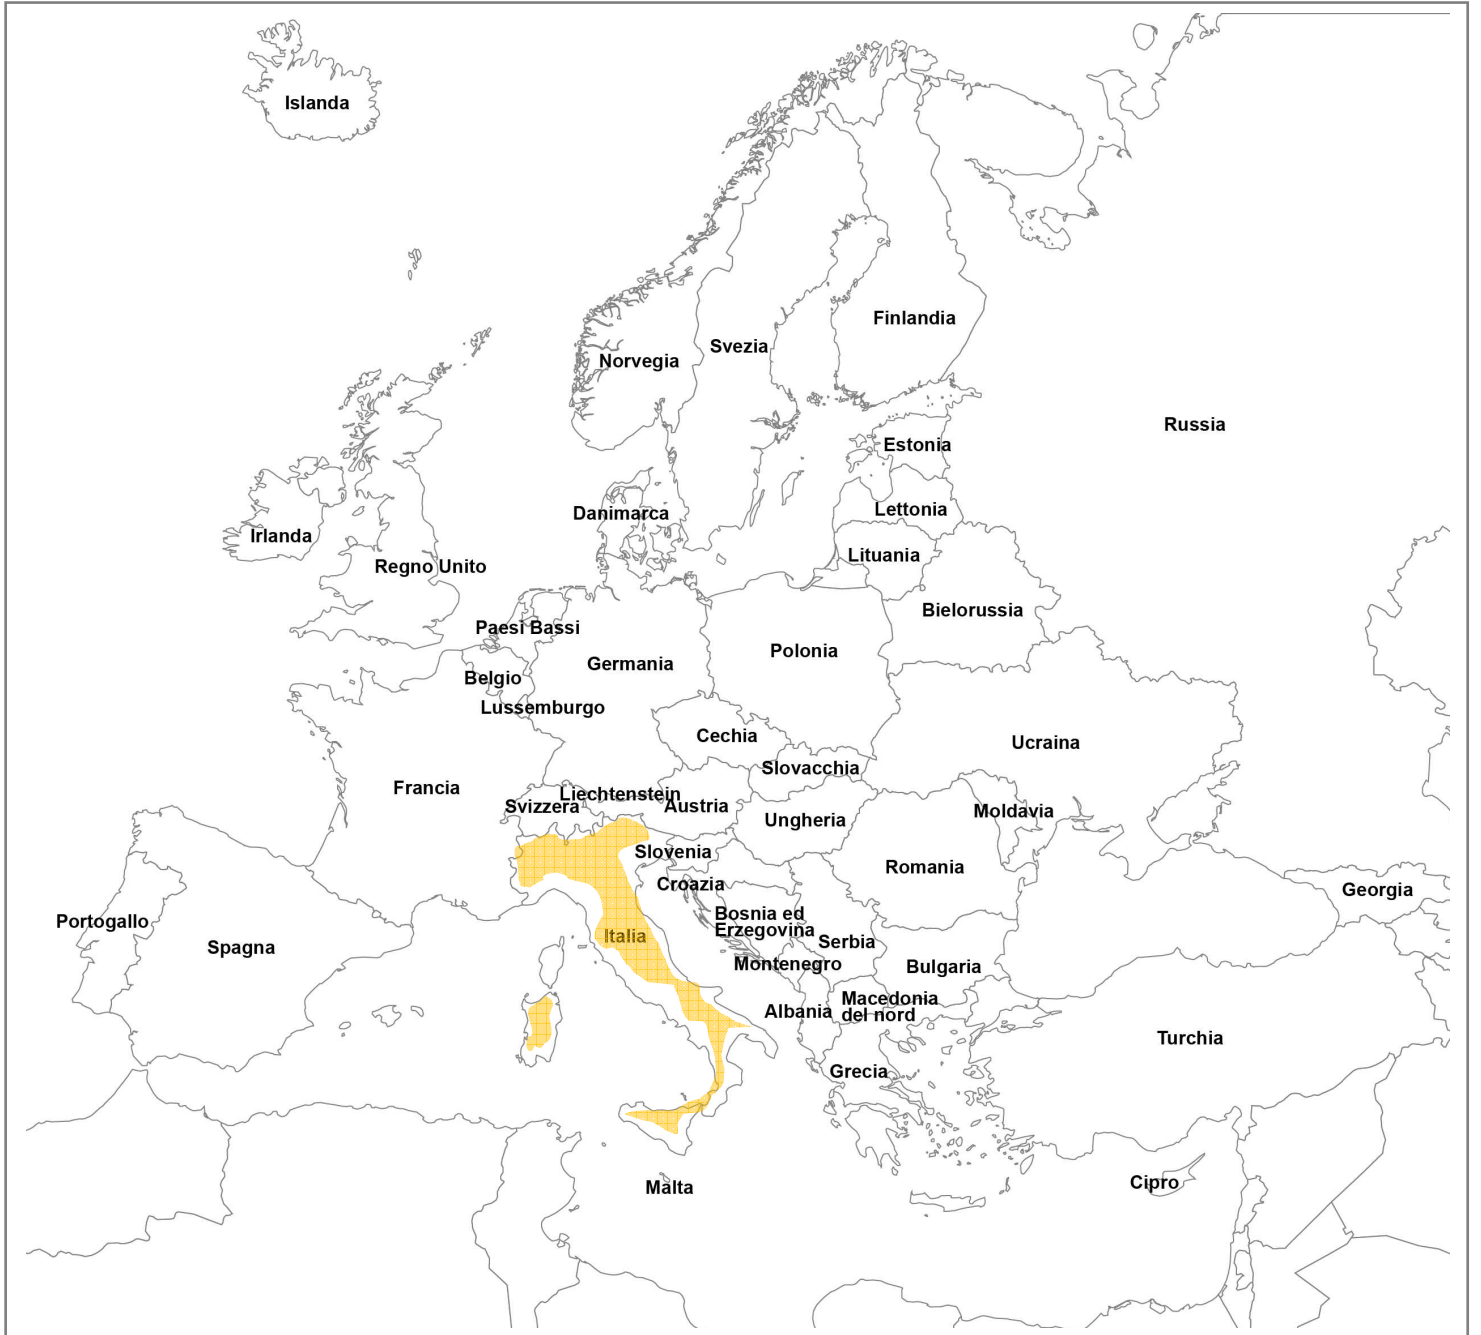 Islanda
Finlandia
Svezia
Norvegia
Russia
Estonia
Lettonia
Danimarca
Irlanda
Lituania
Regno Unito
Bielorussia
Paesi Bassi
Polonia
Germania
Belgio
Lussemburgo
Cechia
Ucraina
Slovacchia
Francia
Liechtenstein
Svizzera
Austria
Moldavia
Ungheria
Slovenia
Romania
Croazia
Georgia
Bosnia ed
Erzegovina
Portogallo
Italia
Serbia
Spagna
Montenegro
Bulgaria
Macedonia
del nord
Albania
Turchia
Grecia
Cipro
Malta